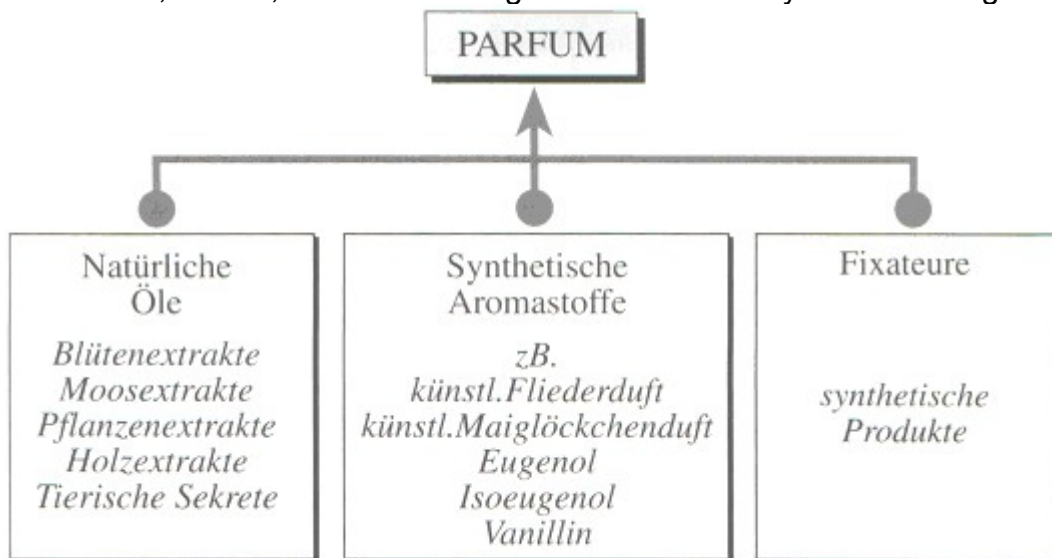 PARFUM
Natürliche
Öle
Blütenextrakte
Moosextrakte
Pflanzenextrakte
Holzextrakte
Tierische Sekrete
Synthetische
Aromastoffe
zB.
künstl.Fliederduft
künstl.Maiglöckchenduft
Eugenol
Isoeugenol
Vanillin
Fixateure
synthetische
Produkte